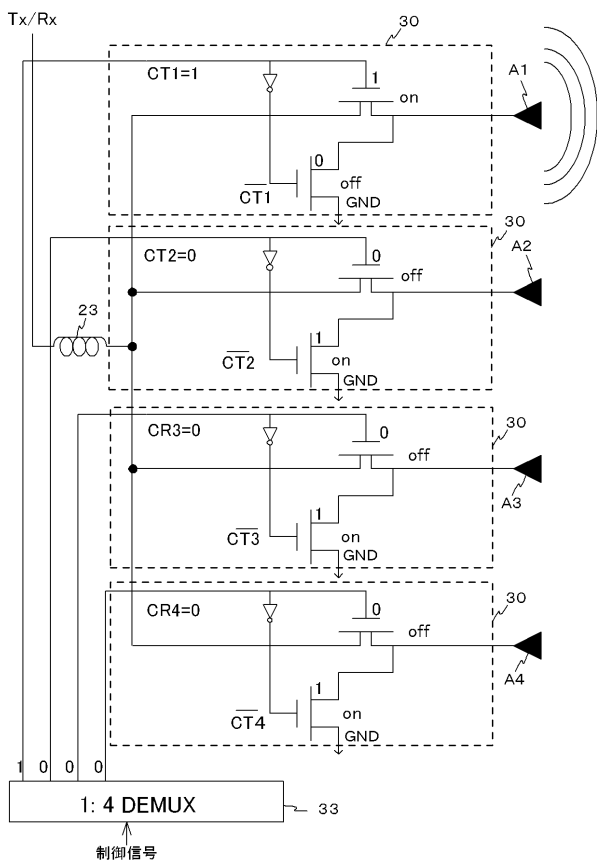 Tx/Rx
30
CT1=1
1
on
A1
0
off
CT1
GND
30
CT2=0
0
off
A2
23
1
on
CT2
GND
30
CR3=0
0
off
A3
1
on
CT3
GND
30
CR4=0
0
off
A4
1
on
CT4
GND
1 0 0 0
1: 4 DEMUX
33
制御信号